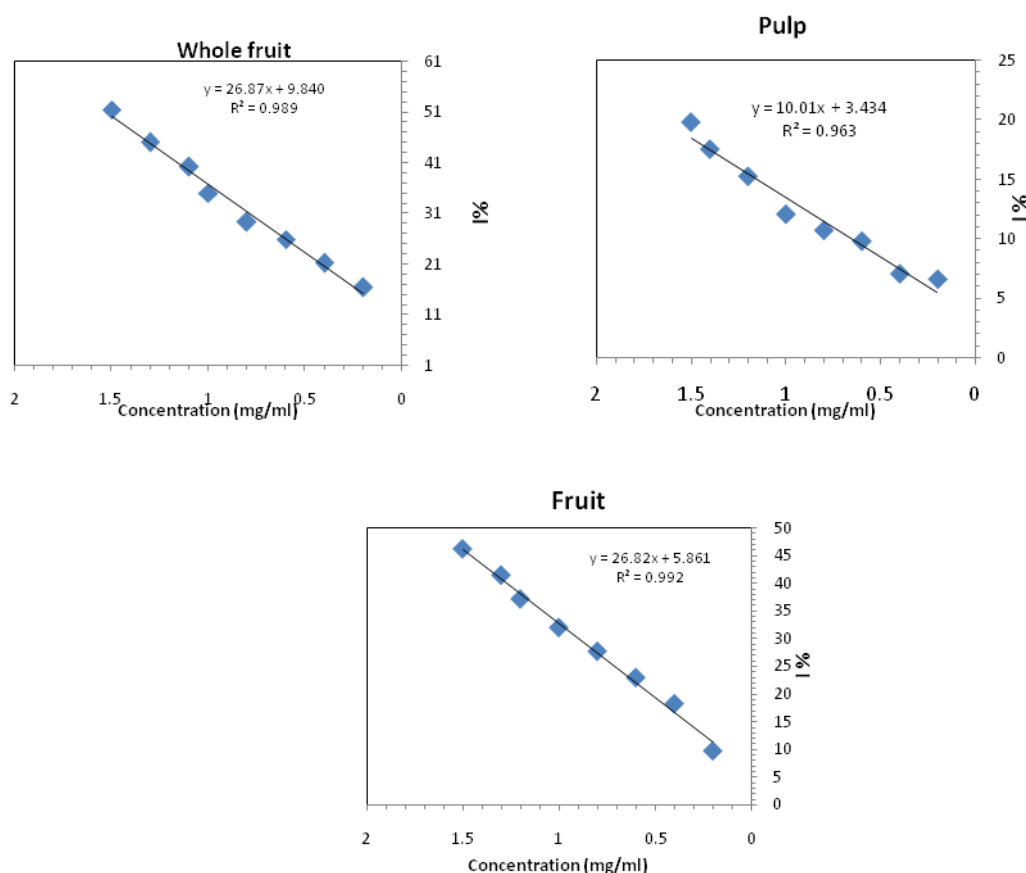 Whole fruit
y = 26.87x + 9.840
R² = 0.989
61
51
41
31
21
11
1
I%
2 1.5 1 0.5 0
Concentration (mg/ml)
Pulp
y = 10.01x + 3.434
R² = 0.963
25
20
15
10
5
0
I %
2 1.5 1 0.5 0
Concentration (mg/ml)
Fruit
y = 26.82x + 5.861
R² = 0.992
50
45
40
35
30
25
20
15
10
5
0
I %
2 1.5 1 0.5 0
Concentration (mg/ml)